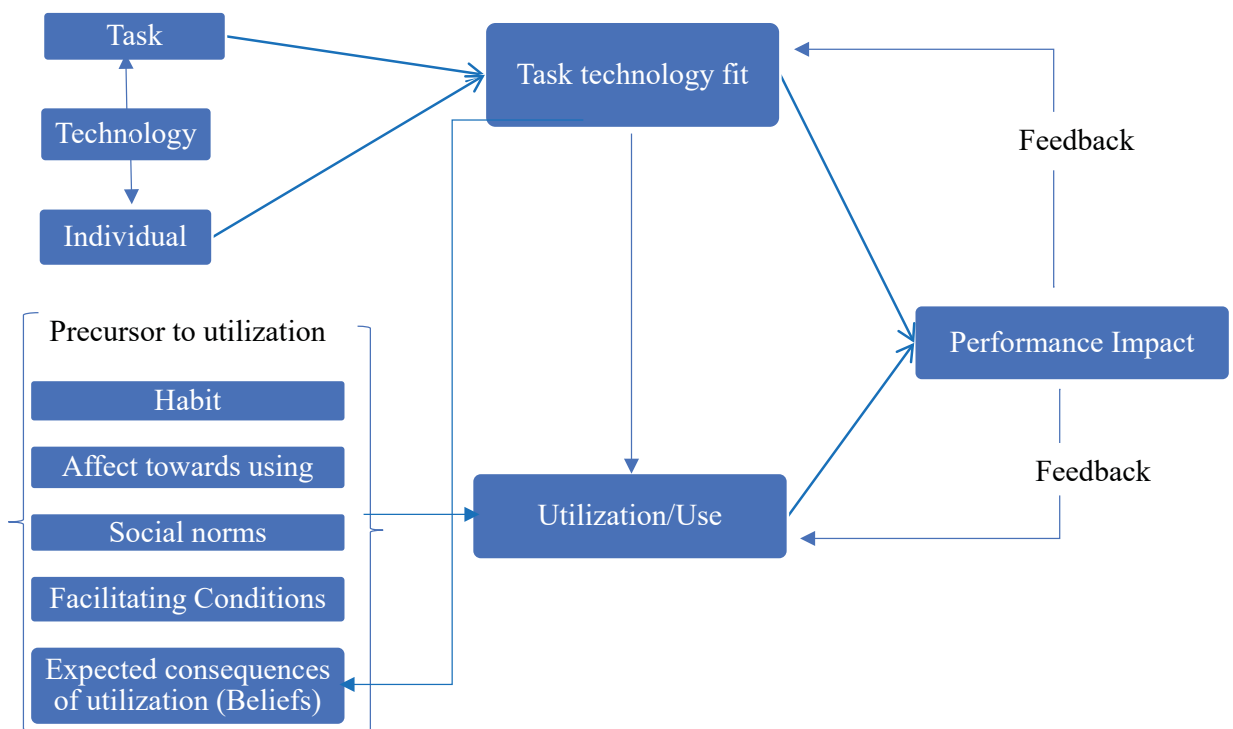 Task
Technology
Individual
Task technology fit
Feedback
Performance Impact
Feedback
Precursor to utilization
Habit
Affect towards using
Social norms
Facilitating Conditions
Expected consequences
of utilization (Beliefs)
Utilization/Use